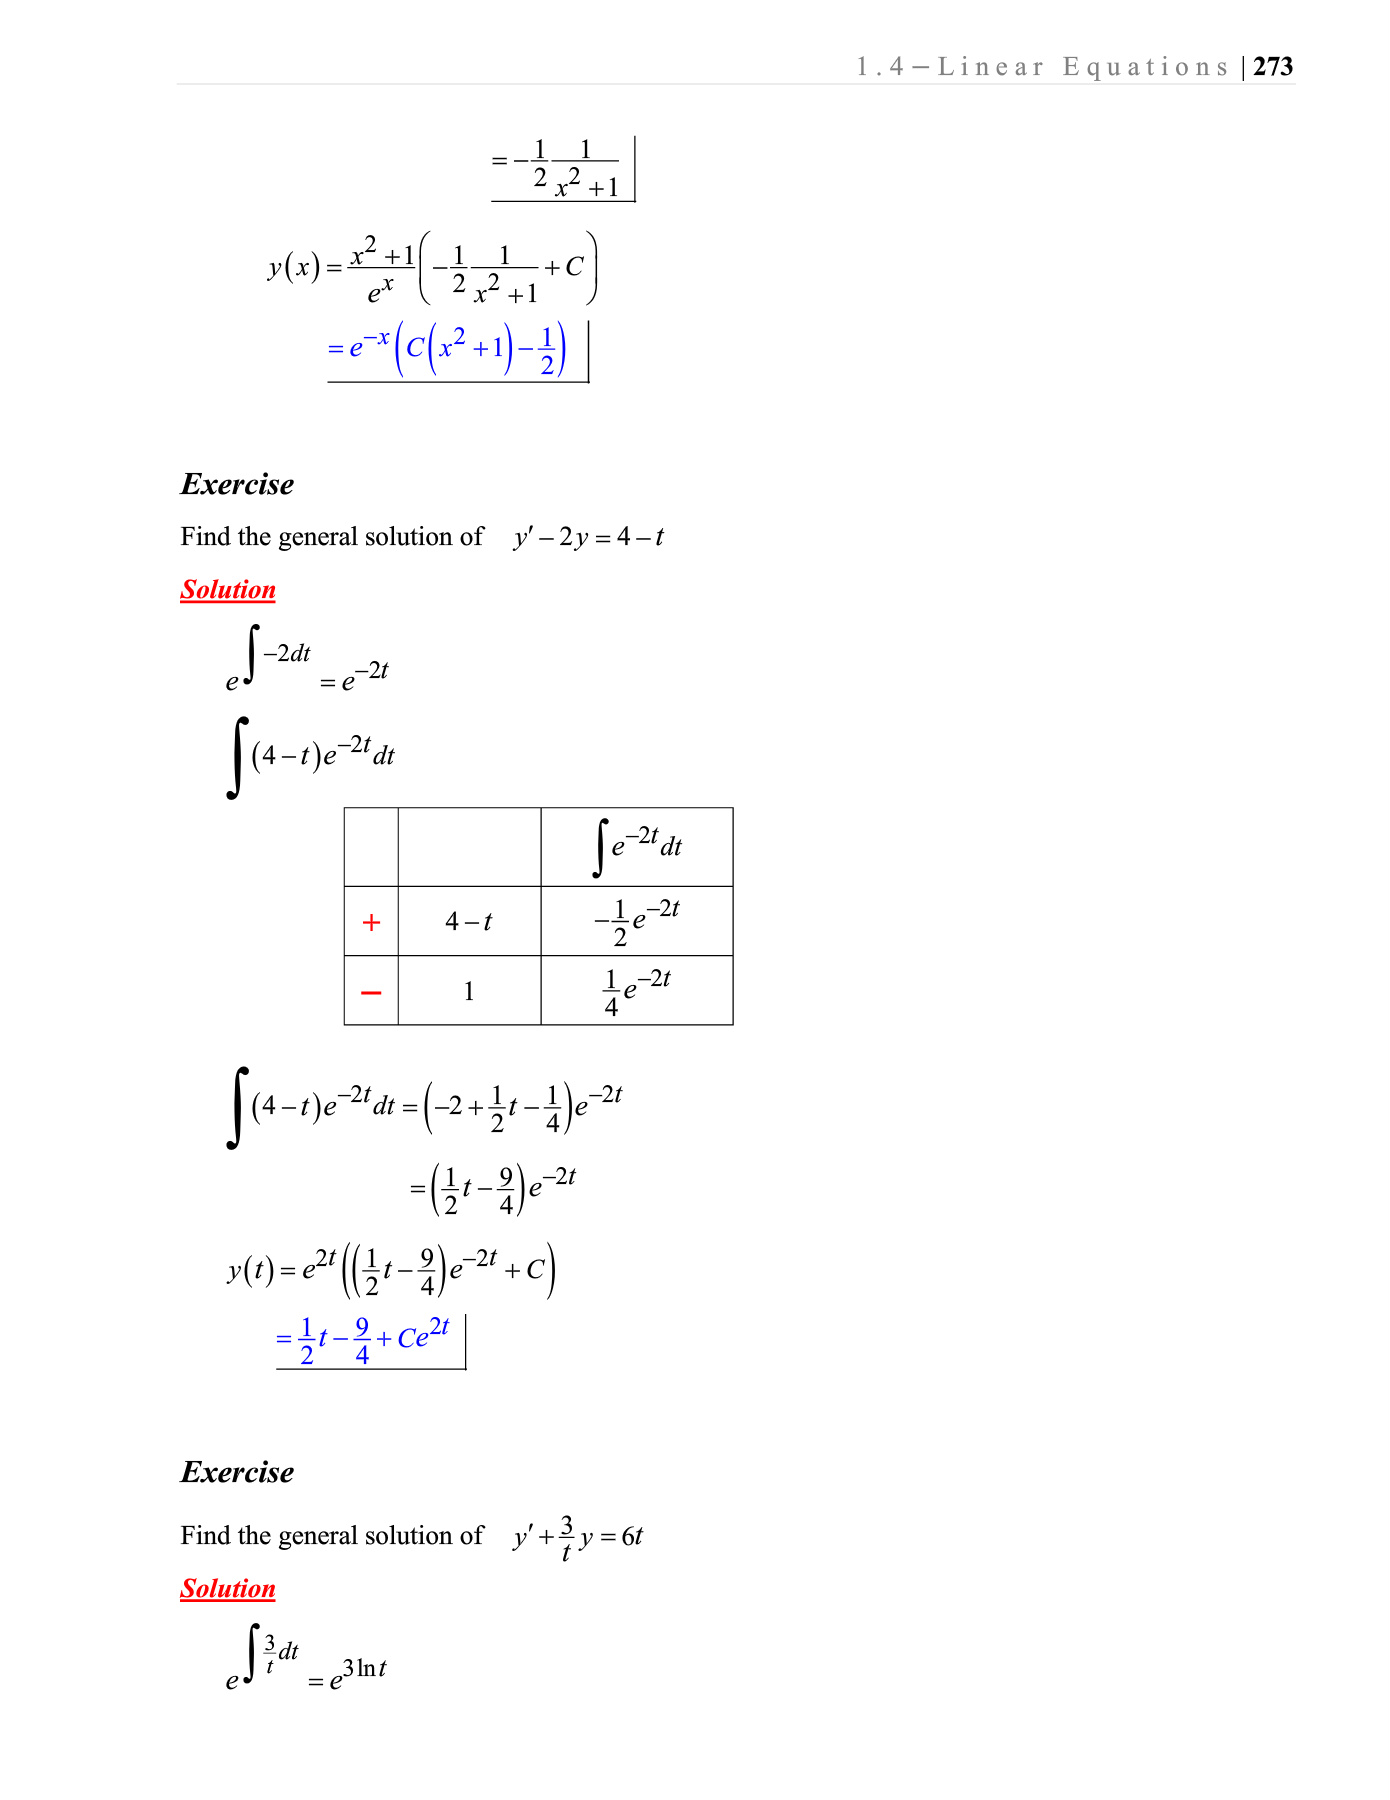 1.4 – Linear Equations | 273
= -\frac{1}{2} \frac{1}{x^2+1}
y(x) = \frac{x^2+1}{e^x} \left( -\frac{1}{2} \frac{1}{x^2+1} + C \right)
= e^{-x} \left( C(x^2+1) - \frac{1}{2} \right)
Exercise
Find the general solution of y' – 2y = 4 – t
Solution
e^{\int -2dt} = e^{-2t}
\int (4-t)e^{-2t} dt
\int e^{-2t} dt
+ 4 – t -\frac{1}{2} e^{-2t}
– 1 \frac{1}{4} e^{-2t}
\int (4-t)e^{-2t} dt = \left( -2 + \frac{1}{2}t - \frac{1}{4} \right) e^{-2t}
= \left( \frac{1}{2}t - \frac{9}{4} \right) e^{-2t}
y(t) = e^{2t} \left( \left( \frac{1}{2}t - \frac{9}{4} \right) e^{-2t} + C \right)
= \frac{1}{2}t - \frac{9}{4} + Ce^{2t}
Exercise
Find the general solution of y' + \frac{3}{t} y = 6t
Solution
e^{\int \frac{3}{t} dt} = e^{3 \ln t}